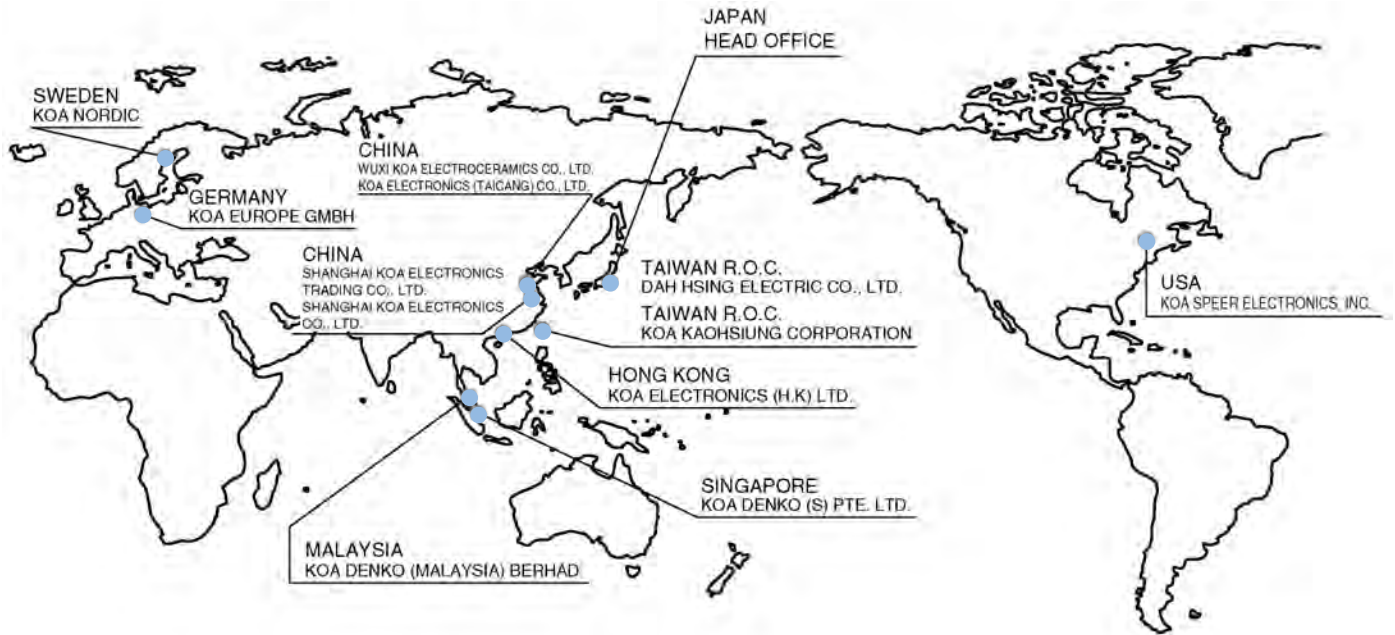 JAPAN
HEAD OFFICE
SWEDEN
KOA NORDIC
CHINA
WUXI KOA ELECTROCERAMICS CO., LTD.
KOA ELECTRONICS (TAICANG) CO., LTD.
GERMANY
KOA EUROPE GMBH
CHINA
SHANGHAI KOA ELECTRONICS
TRADING CO., LTD.
SHANGHAI KOA ELECTRONICS
CO., LTD.
TAIWAN R.O.C.
DAH HSING ELECTRIC CO., LTD.
TAIWAN R.O.C.
KOA KAOHSIUNG CORPORATION
USA
KOA SPEER ELECTRONICS, INC.
HONG KONG
KOA ELECTRONICS (H.K) LTD.
SINGAPORE
KOA DENKO (S) PTE. LTD.
MALAYSIA
KOA DENKO (MALAYSIA) BERHAD